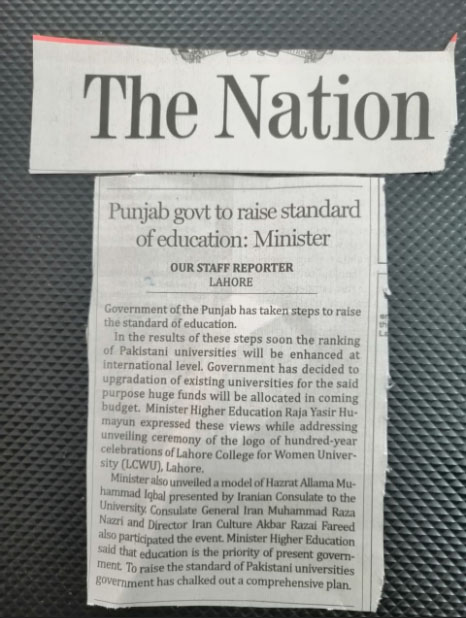 The Nation
Punjab govt to raise standard
of education: Minister
OUR STAFF REPORTER
LAHORE
Government of the Punjab has taken steps to raise
the standard of education.
In the results of these steps soon the ranking
of Pakistani universities will be enhanced at
international level. Government has decided to
upgradation of existing universities for the said
purpose huge funds will be allocated in coming
budget. Minister Higher Education Raja Yasir Hu-
mayun expressed these views while addressing
unveiling ceremony of the logo of hundred-year
celebrations of Lahore College for Women Univer-
sity (LCWU), Lahore.
Minister also unveiled a model of Hazrat Allama Mu-
hammad Iqbal presented by Iranian Consulate to the
University. Consulate General Iran Muhammad Raza
Nazri and Director Iran Culture Akbar Razai Fareed
also participated the event. Minister Higher Education
said that education is the priority of present govern-
ment. To raise the standard of Pakistani universities
government has chalked out a comprehensive plan.